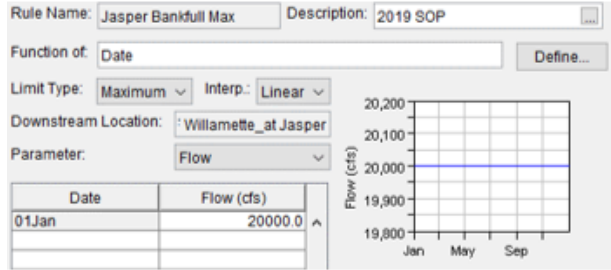 Rule Name: Jasper Bankfull Max Description: 2019 SOP ...
Function of: Date Define...
Limit Type: Maximum Interp.: Linear
Downstream Location: Willamette_at Jasper
Parameter: Flow
Date Flow (cfs)
01Jan 20000.0
Flow (cfs)
20,200
20,100
20,000
19,900
19,800
Jan May Sep